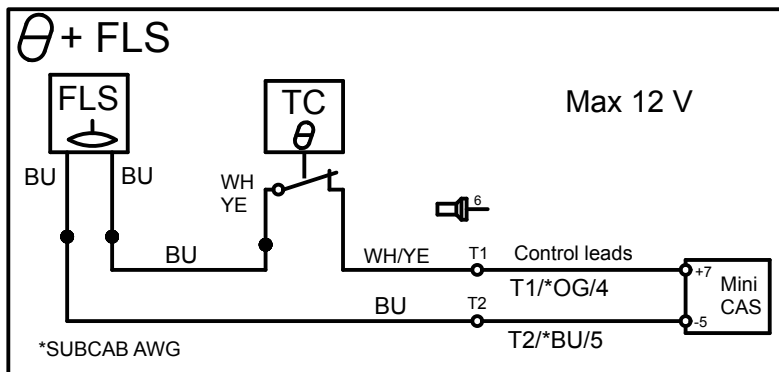 θ + FLS
FLS
TC
θ
Max 12 V
BU
BU
WH
YE
6
BU
WH/YE
T1
Control leads
+7
T1/*OG/4
Mini
CAS
BU
T2
-5
T2/*BU/5
*SUBCAB AWG